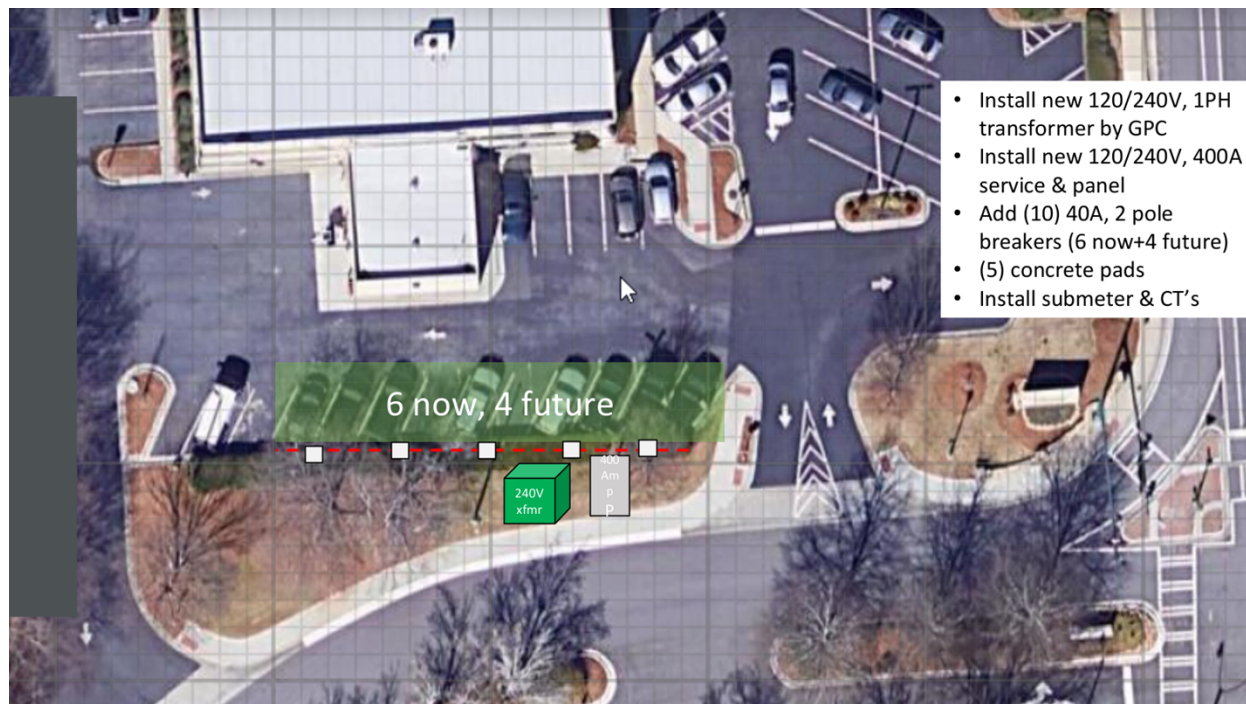 • Install new 120/240V, 1PH
transformer by GPC
• Install new 120/240V, 400A
service & panel
• Add (10) 40A, 2 pole
breakers (6 now+4 future)
• (5) concrete pads
• Install submeter & CT's
6 now, 4 future
240V
xfmr
400
Am
p
P